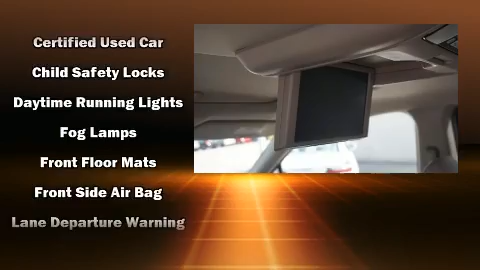 Certified Used Car
Child Safety Locks
Daytime Running Lights
Fog Lamps
Front Floor Mats
Front Side Air Bag
Lane Departure Warning